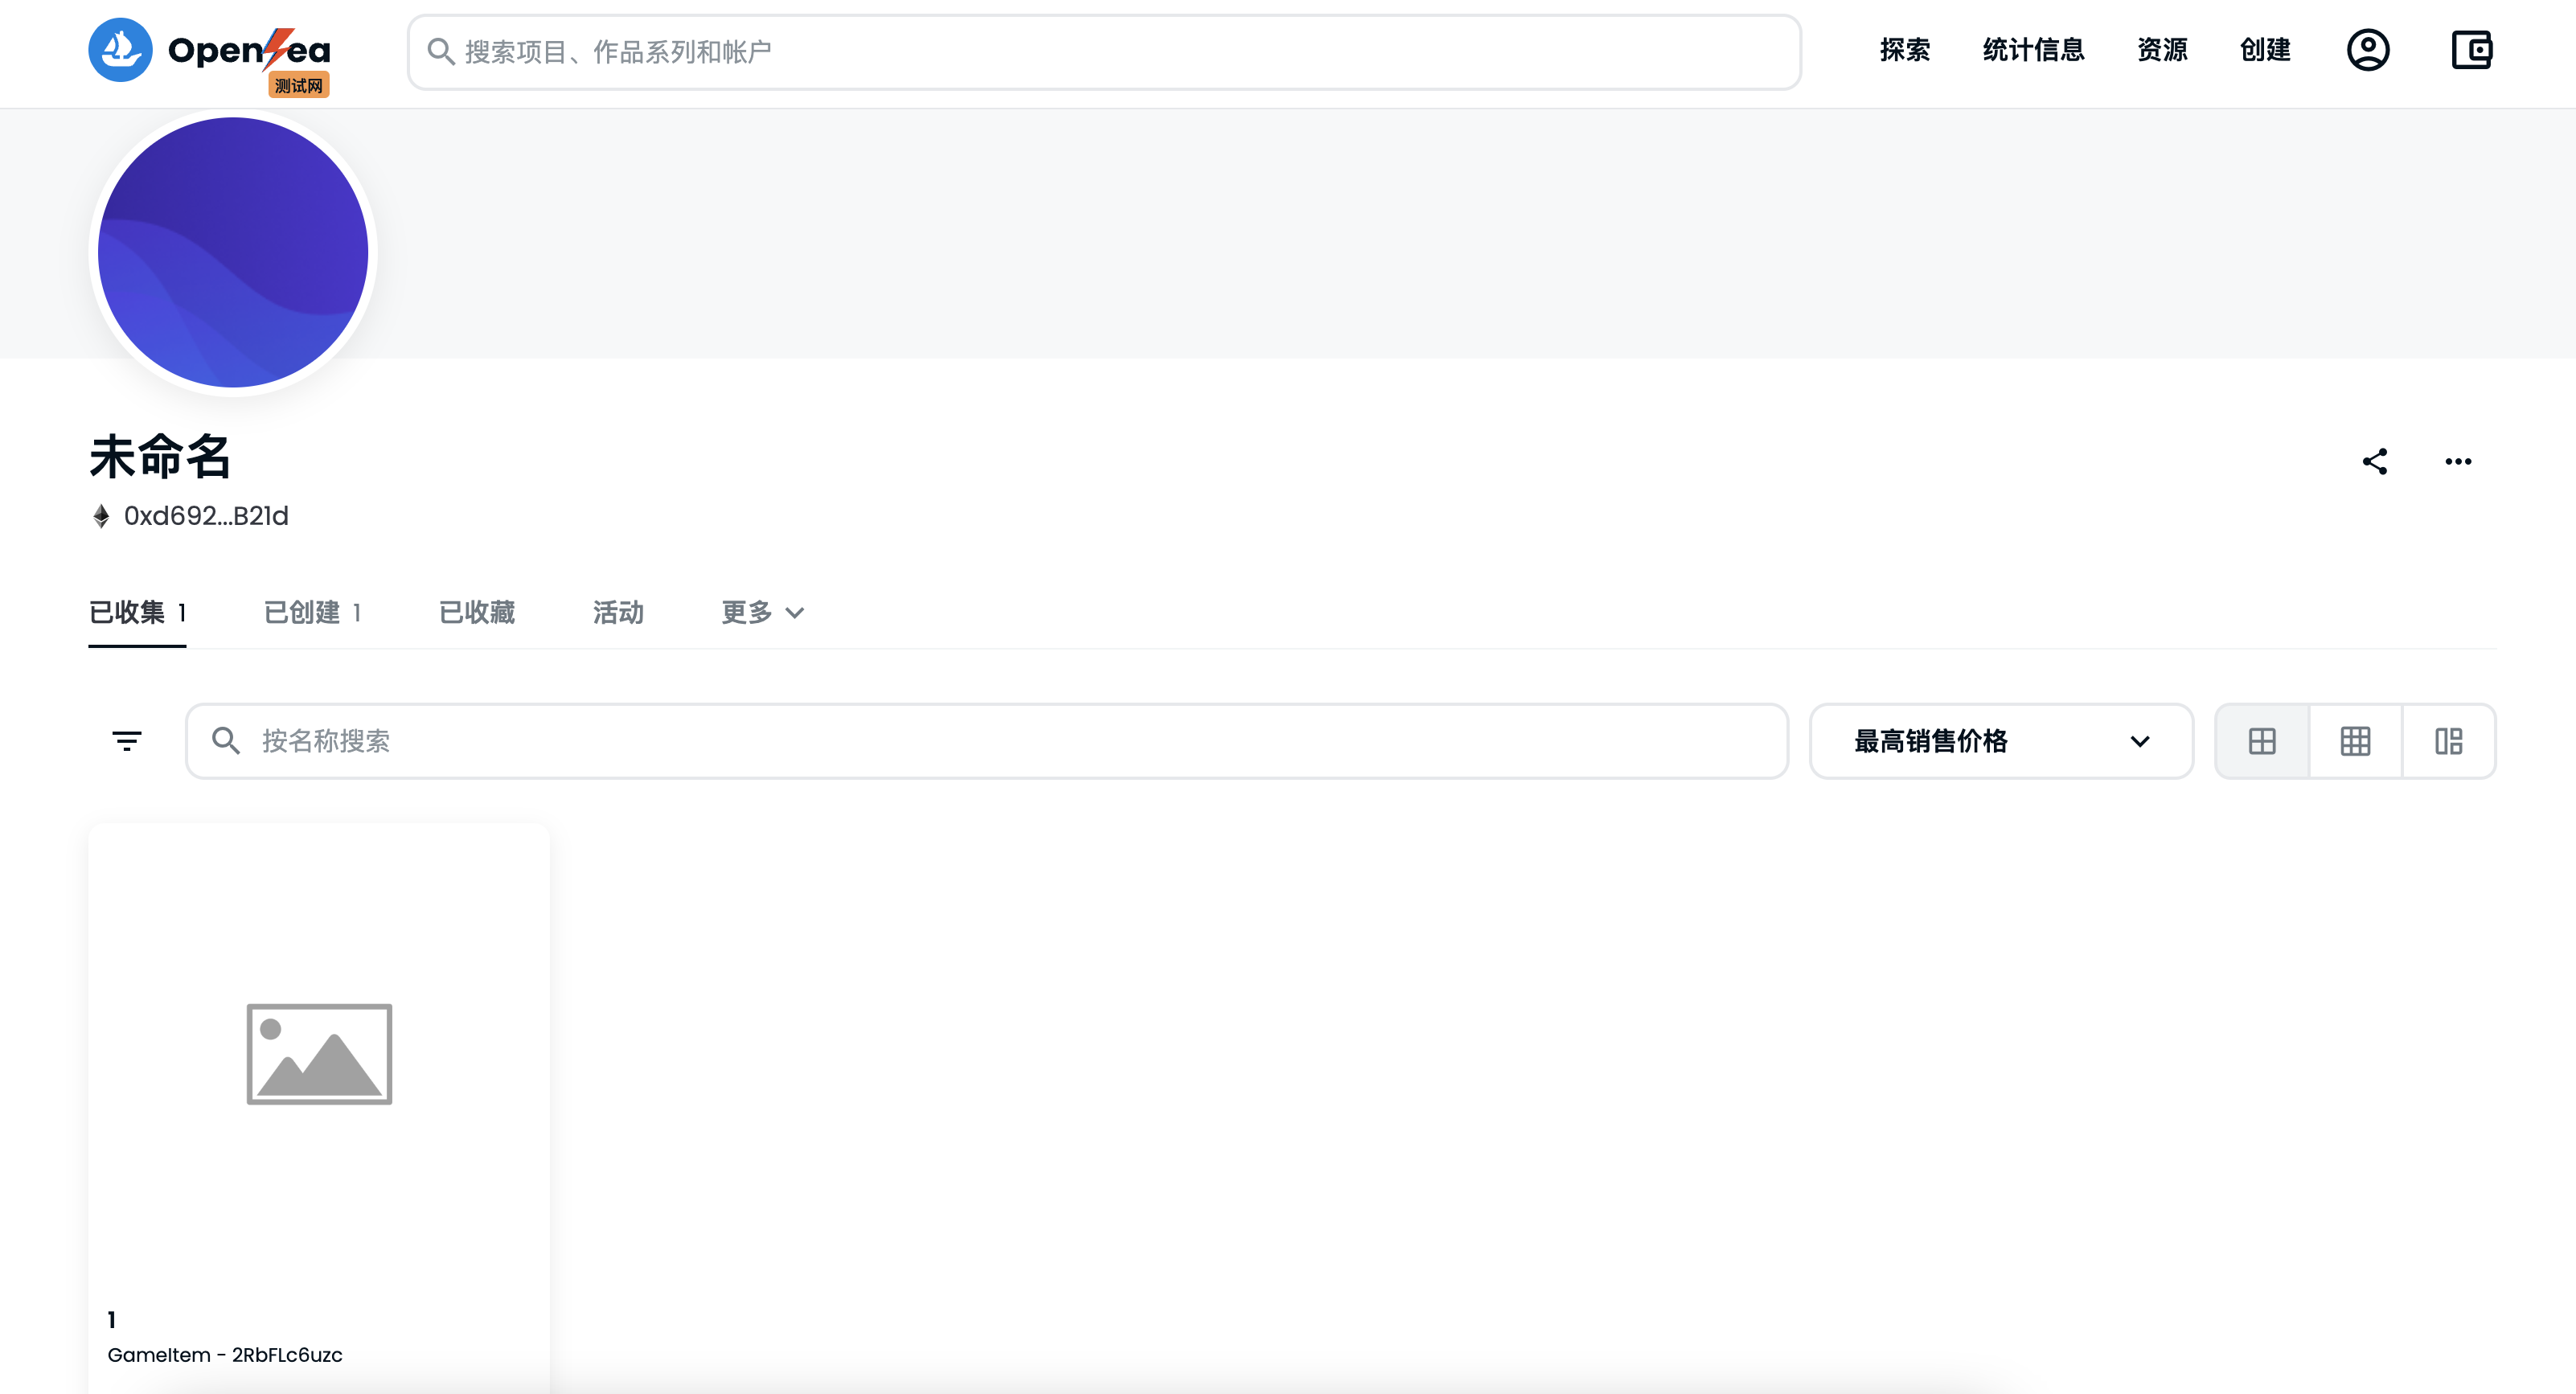 OpenSea
测试网
搜索项目、作品系列和帐户
探索 统计信息 资源 创建
未命名
0xd692...B21d
已收集 1 已创建 1 已收藏 活动 更多
按名称搜索
最高销售价格
1
GameItem - 2RbFLc6uzc